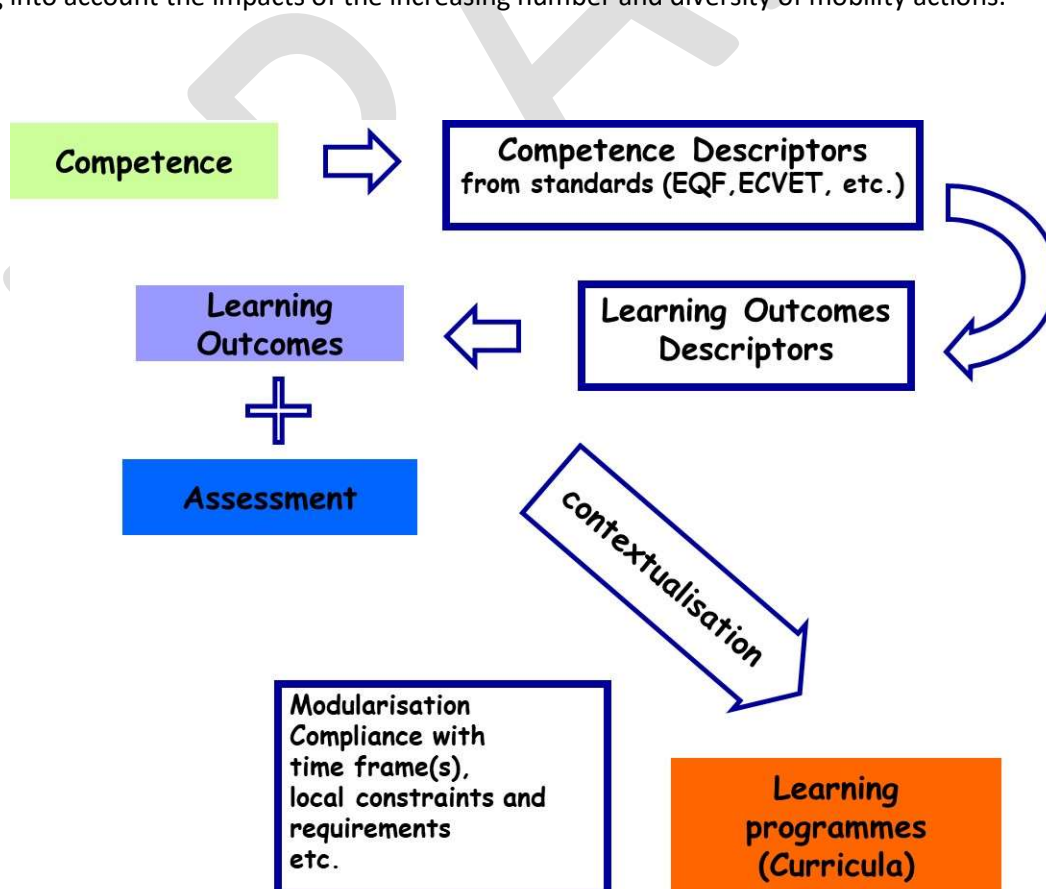 into account the impacts of the increasing number and diversity of mobility actions.
Competence
Competence Descriptors
from standards (EQF,ECVET, etc.)
Learning
Outcomes
Learning Outcomes
Descriptors
Assessment
contextualisation
Modularisation
Compliance with
time frame(s),
local constraints and
requirements
etc.
Learning
programmes
(Curricula)